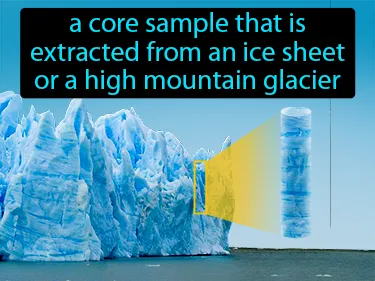 a core sample that is
extracted from an ice sheet
or a high mountain glacier